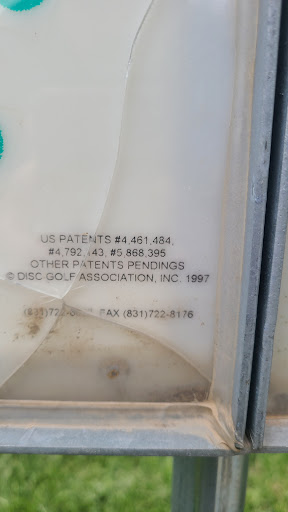 US PATENTS #4,461,484,
#5,868,395
OTHER PATENTS PENDINGS
© DISC GOLF ASSOCIATION, INC. 1997
FAX (831)722-8176